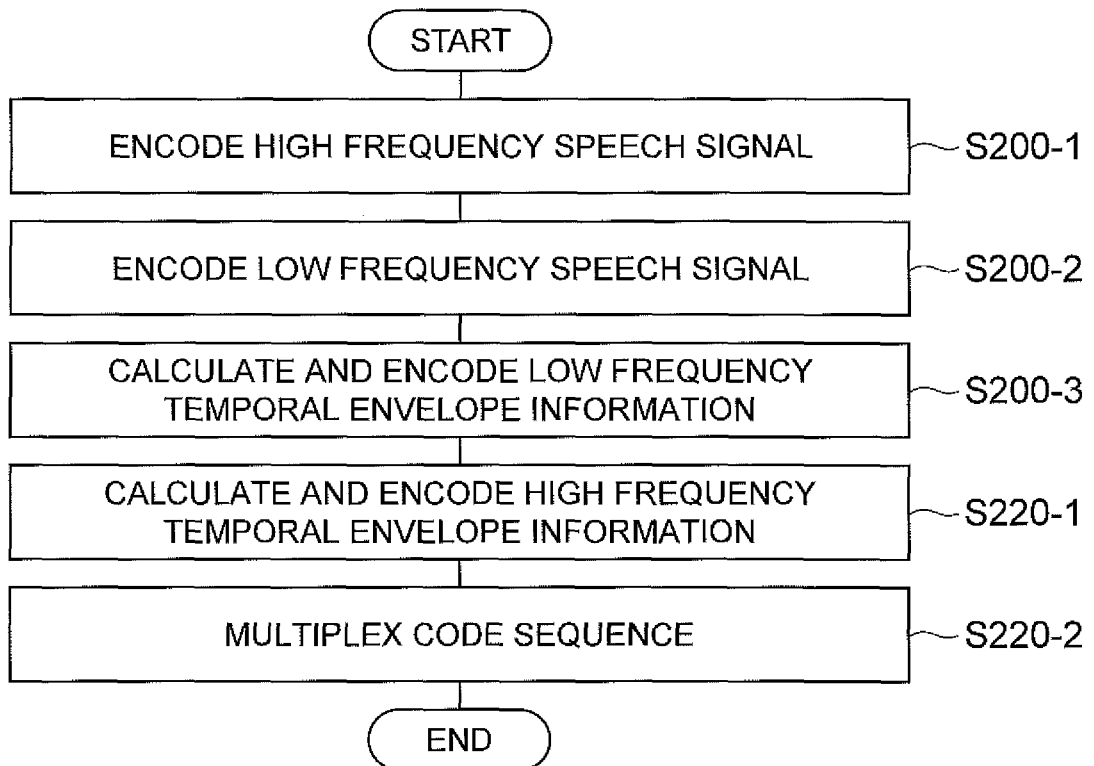 START
ENCODE HIGH FREQUENCY SPEECH SIGNAL
S200-1
ENCODE LOW FREQUENCY SPEECH SIGNAL
S200-2
CALCULATE AND ENCODE LOW FREQUENCY
TEMPORAL ENVELOPE INFORMATION
S200-3
CALCULATE AND ENCODE HIGH FREQUENCY
TEMPORAL ENVELOPE INFORMATION
S220-1
MULTIPLEX CODE SEQUENCE
S220-2
END